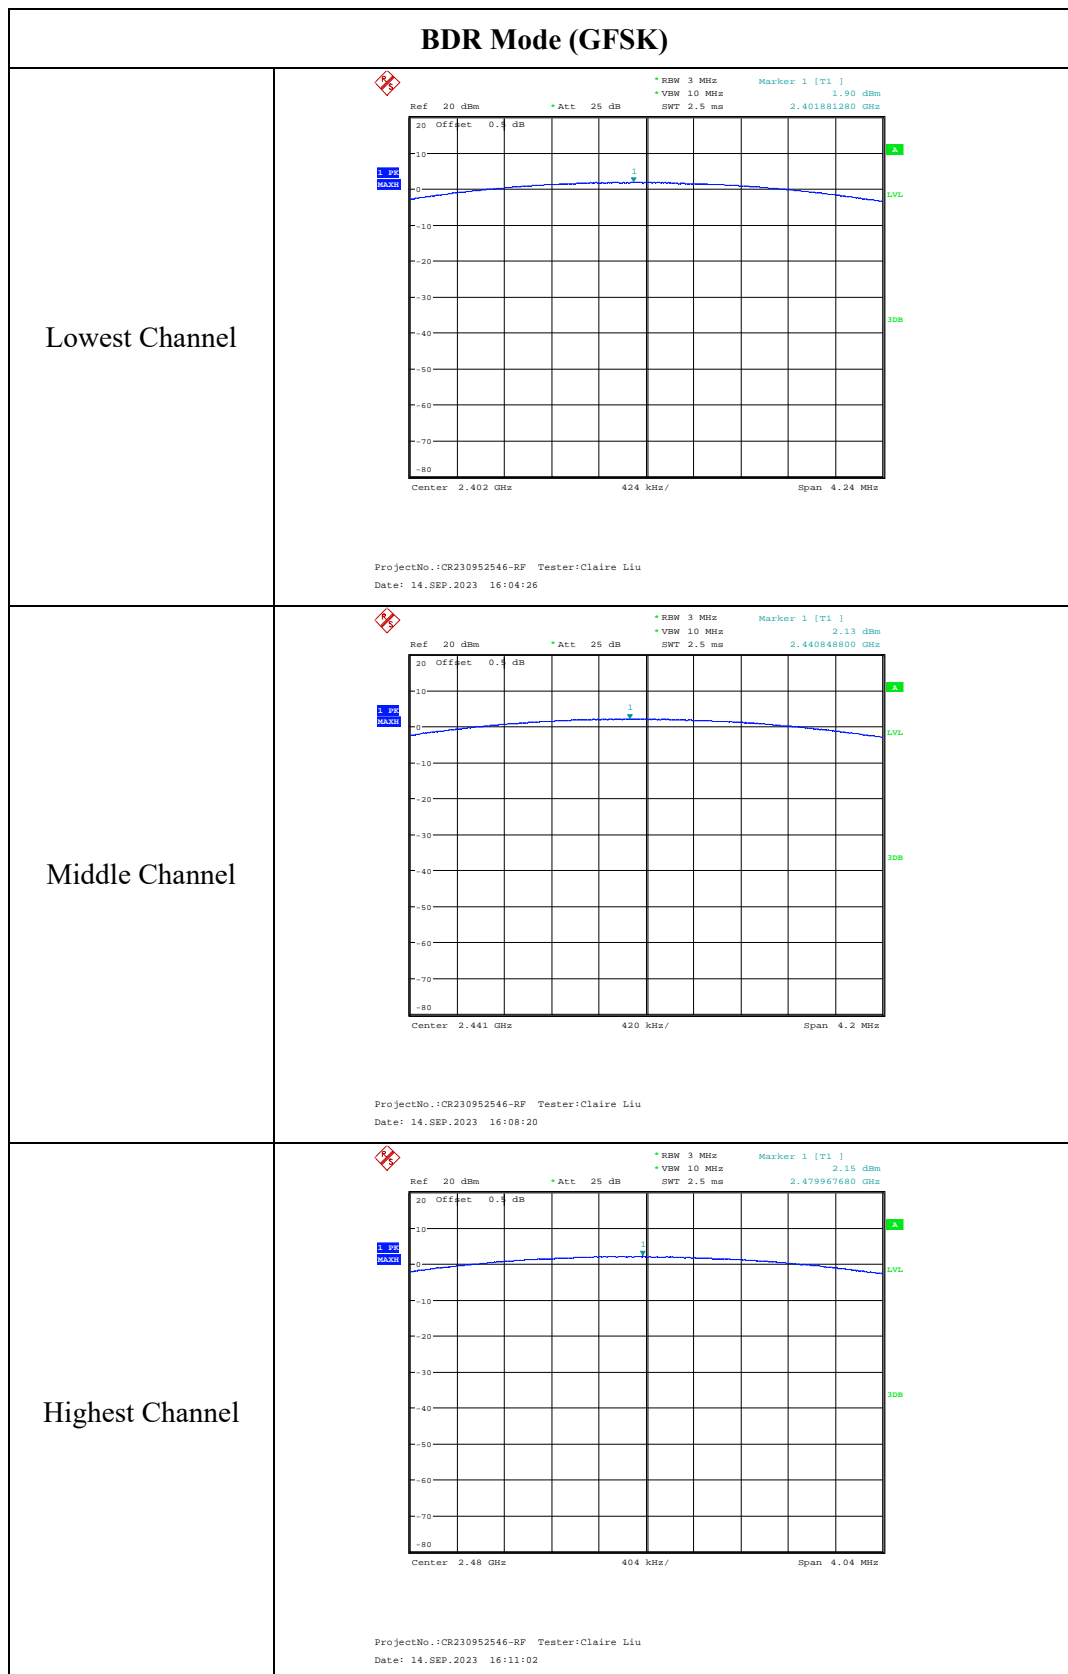 BDR Mode (GFSK)
Lowest Channel
R S
* RBW 3 MHz Marker 1 [T1 ]
* VBW 10 MHz 1.90 dBm
Ref 20 dBm * Att 25 dB SWT 2.5 ms 2.401881280 GHz
20 Offset 0.5 dB
A
10
1 PK
MAXH
1
0
LVL
-10
-20
-30
3DB
-40
-50
-60
-70
-80
Center 2.402 GHz 424 kHz/ Span 4.24 MHz
ProjectNo.:CR230952546-RF Tester:Claire Liu
Date: 14.SEP.2023 16:04:26
Middle Channel
R S
* RBW 3 MHz Marker 1 [T1 ]
* VBW 10 MHz 2.13 dBm
Ref 20 dBm * Att 25 dB SWT 2.5 ms 2.440848800 GHz
20 Offset 0.5 dB
A
10
1 PK
MAXH
1
0
LVL
-10
-20
-30
3DB
-40
-50
-60
-70
-80
Center 2.441 GHz 420 kHz/ Span 4.2 MHz
ProjectNo.:CR230952546-RF Tester:Claire Liu
Date: 14.SEP.2023 16:08:20
Highest Channel
R S
* RBW 3 MHz Marker 1 [T1 ]
* VBW 10 MHz 2.15 dBm
Ref 20 dBm * Att 25 dB SWT 2.5 ms 2.479967680 GHz
20 Offset 0.5 dB
A
10
1 PK
MAXH
1
0
LVL
-10
-20
-30
3DB
-40
-50
-60
-70
-80
Center 2.48 GHz 404 kHz/ Span 4.04 MHz
ProjectNo.:CR230952546-RF Tester:Claire Liu
Date: 14.SEP.2023 16:11:02